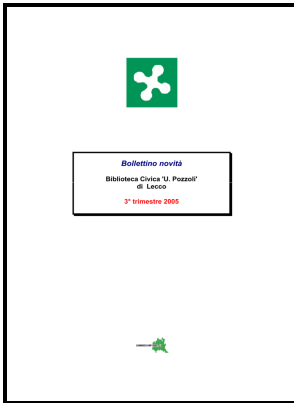 Bollettino novità
Biblioteca Civica 'U. Pozzoli'
di Lecco
3° trimestre 2005